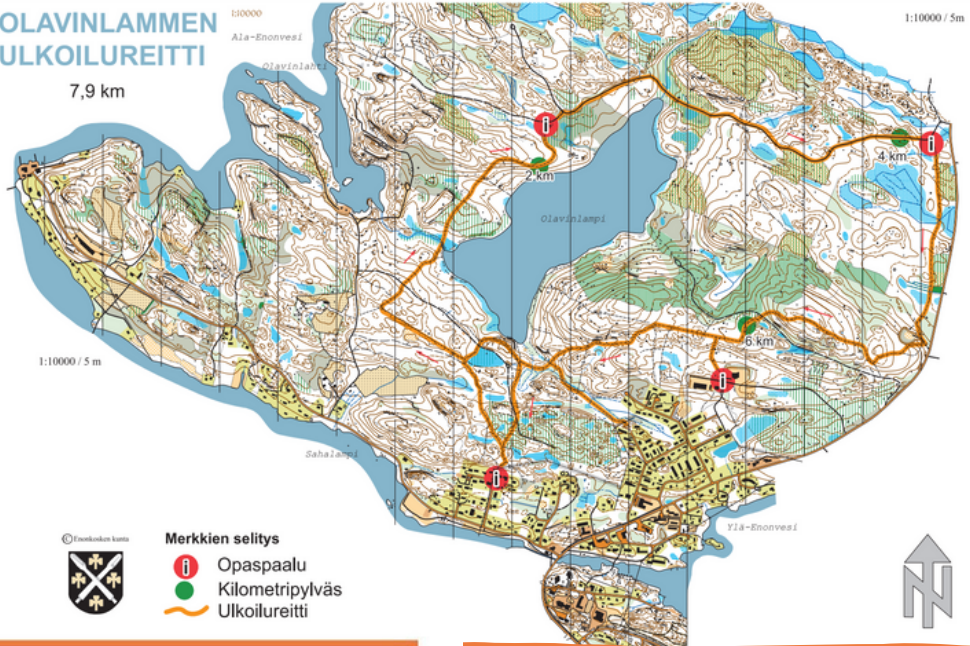 OLAVINLAMMEN
ULKOILUREITTI
7,9 km
1:10000
Ala-Enonvesi
Olavinlahti
1:10000 / 5m
i
2 km
4 km
i
Olavinlampi
1:10000 / 5 m
6 km
i
Sahalampi
i
Ylä-Enonvesi
© Enonkosken kunta
Merkkien selitys
i Opaspaalu
Kilometripylväs
Ulkoilureitti
N